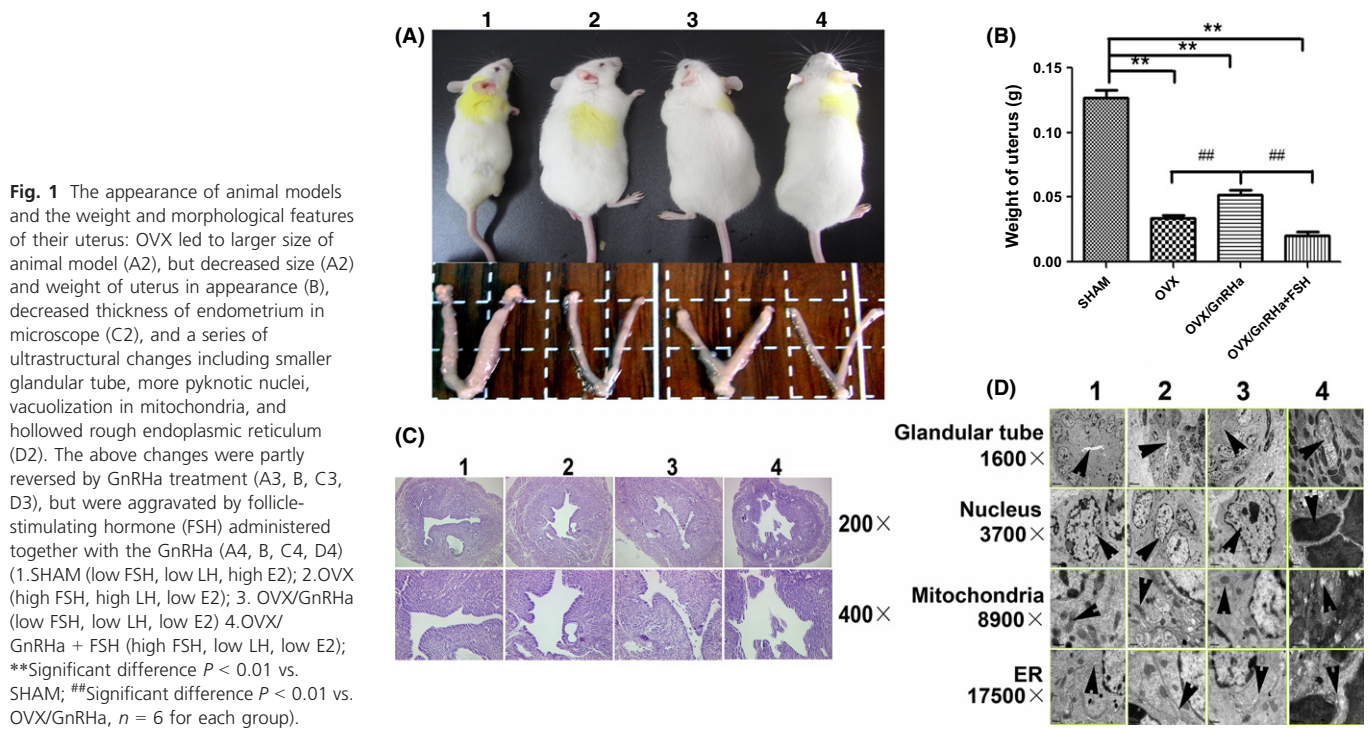 Fig. 1 The appearance of animal models
and the weight and morphological features
of their uterus: OVX led to larger size of
animal model (A2), but decreased size (A2)
and weight of uterus in appearance (B),
decreased thickness of endometrium in
microscope (C2), and a series of
ultrastructural changes including smaller
glandular tube, more pyknotic nuclei,
vacuolization in mitochondria, and
hollowed rough endoplasmic reticulum
(D2). The above changes were partly
reversed by GnRHa treatment (A3, B, C3,
D3), but were aggravated by follicle-
stimulating hormone (FSH) administered
together with the GnRHa (A4, B, C4, D4)
(1.SHAM (low FSH, low LH, high E2); 2.OVX
(high FSH, high LH, low E2); 3. OVX/GnRHa
(low FSH, low LH, low E2) 4.OVX/
GnRHa + FSH (high FSH, low LH, low E2);
**Significant difference P < 0.01 vs.
SHAM; ##Significant difference P < 0.01 vs.
OVX/GnRHa, n = 6 for each group).
(A)
1 2 3 4
(B)
**
**
**
##
##
Weight of uterus (g)
0.15
0.10
0.05
0.00
SHAM
OVX
OVX/GnRHa
OVX/GnRHa+FSH
(C)
1 2 3 4
200×
400×
(D)
1 2 3 4
Glandular tube
1600×
Nucleus
3700×
Mitochondria
8900×
ER
17500×